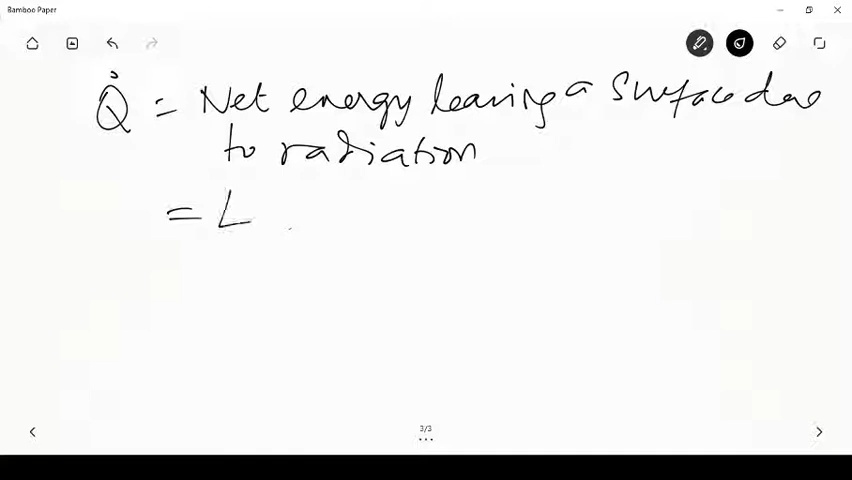 Bamboo Paper
Q̇ = Net energy leaving a Surface due
to radiation
= L
3/3